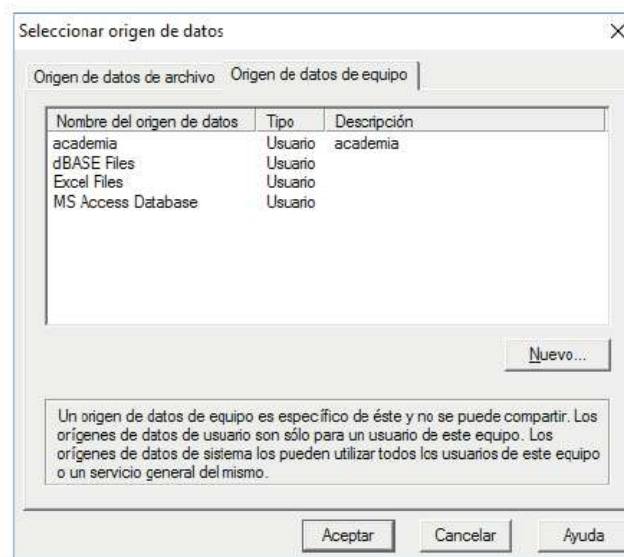 Seleccionar origen de datos
Origen de datos de archivo Origen de datos de equipo
Nombre del origen de datos Tipo Descripción
academia Usuario academia
dBASE Files Usuario
Excel Files Usuario
MS Access Database Usuario
Nuevo...
Un origen de datos de equipo es específico de éste y no se puede compartir. Los
orígenes de datos de usuario son sólo para un usuario de este equipo. Los
orígenes de datos de sistema los pueden utilizar todos los usuarios de este equipo
o un servicio general del mismo.
Aceptar Cancelar Ayuda